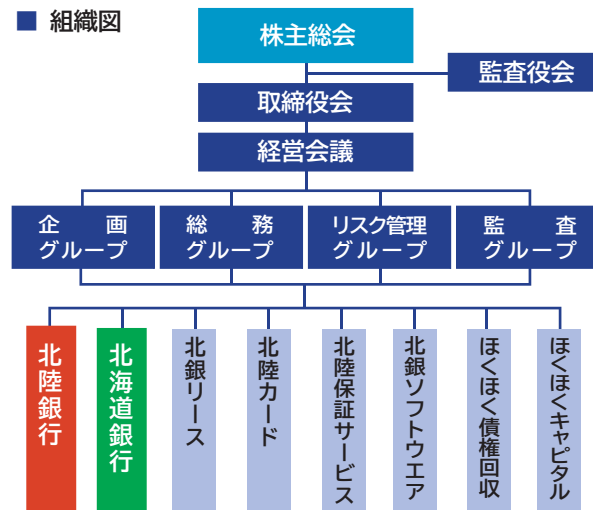 ■ 組織図
株主総会
監査役会
取締役会
経営会議
企画
グループ
総務
グループ
リスク管理
グループ
監査
グループ
北陸銀行
北海道銀行
北銀リース
北陸カード
北陸保証サービス
北銀ソフトウエア
ほくほく債権回収
ほくほくキャピタル